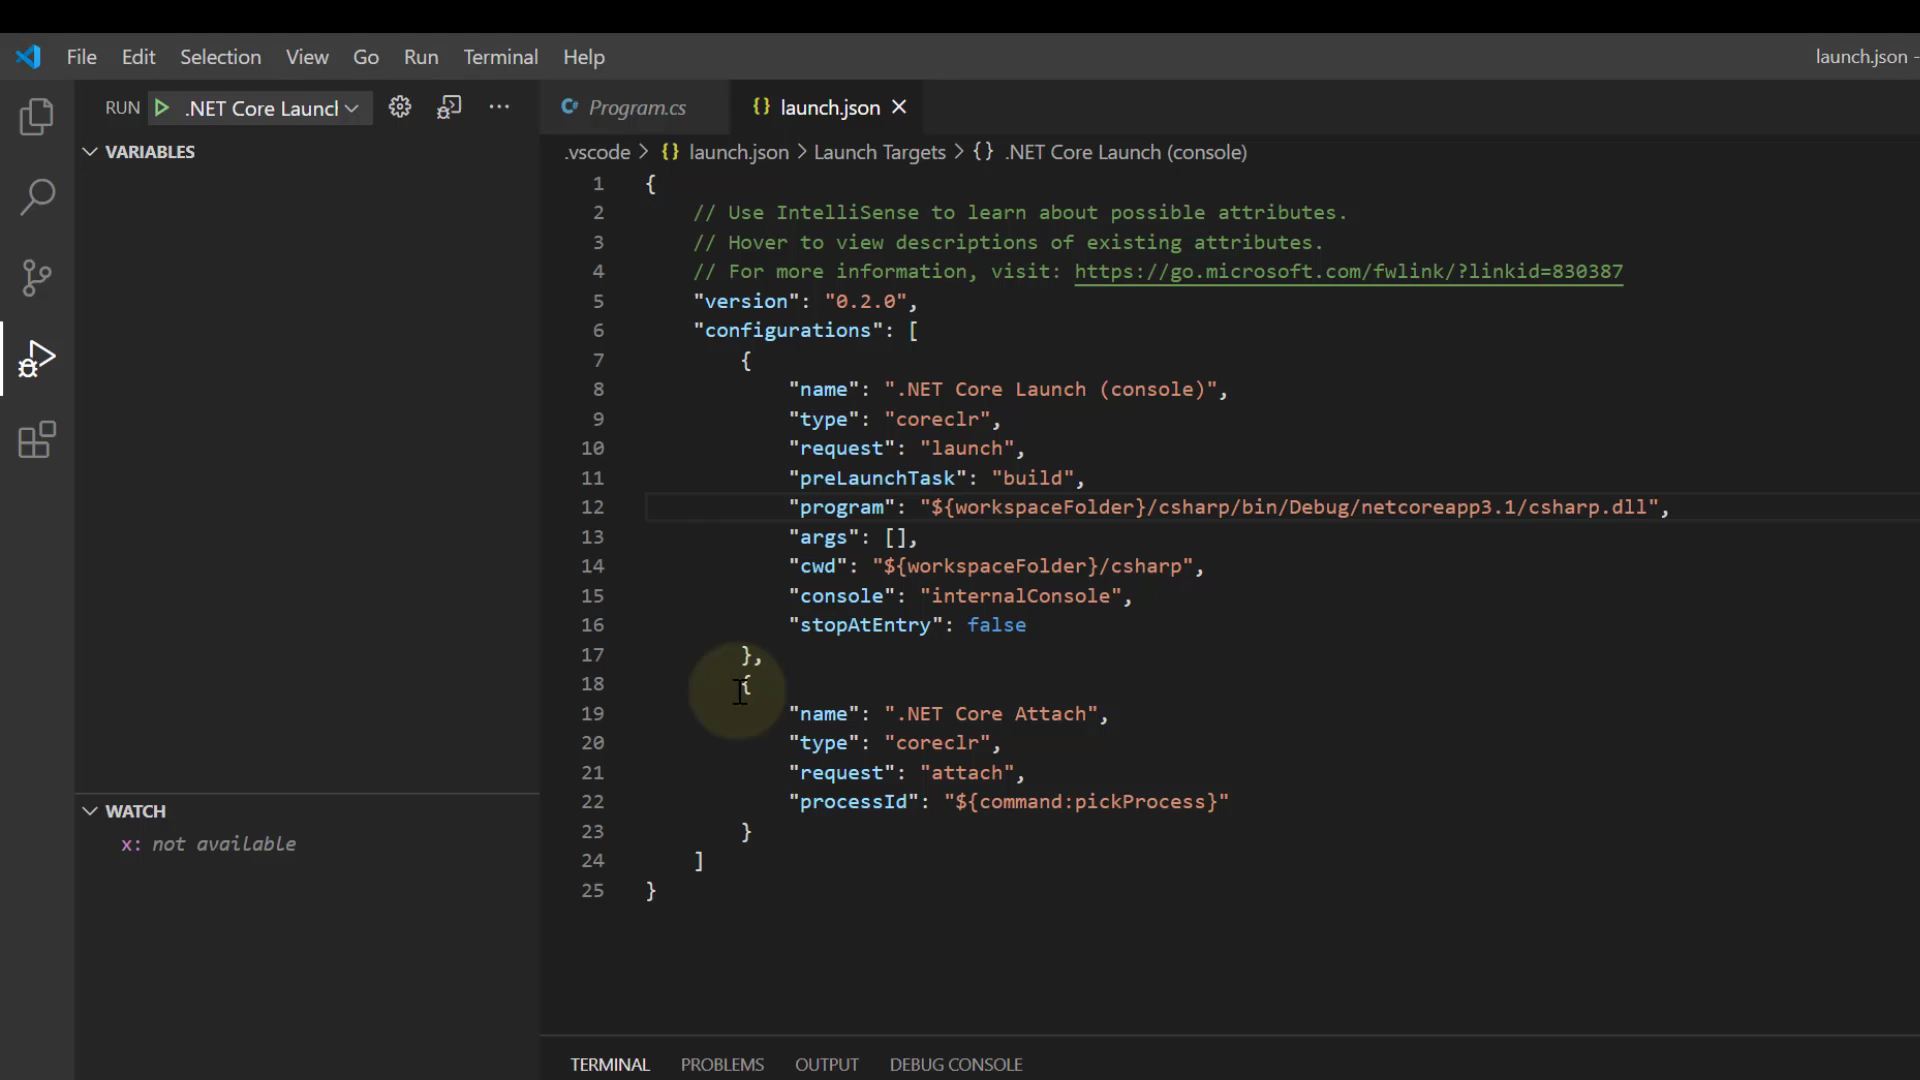 File Edit Selection View Go Run Terminal Help launch.json -
RUN .NET Core Launcl
Program.cs launch.json
VARIABLES
.vscode > {} launch.json > Launch Targets > {} .NET Core Launch (console)
1 {
2 // Use IntelliSense to learn about possible attributes.
3 // Hover to view descriptions of existing attributes.
4 // For more information, visit: https://go.microsoft.com/fwlink/?linkid=830387
5 "version": "0.2.0",
6 "configurations": [
7 {
8 "name": ".NET Core Launch (console)",
9 "type": "coreclr",
10 "request": "launch",
11 "preLaunchTask": "build",
12 "program": "${workspaceFolder}/csharp/bin/Debug/netcoreapp3.1/csharp.dll",
13 "args": [],
14 "cwd": "${workspaceFolder}/csharp",
15 "console": "internalConsole",
16 "stopAtEntry": false
17 },
18 {
19 "name": ".NET Core Attach",
20 "type": "coreclr",
21 "request": "attach",
22 "processId": "${command:pickProcess}"
23 }
24 ]
25 }
WATCH
x: not available
TERMINAL PROBLEMS OUTPUT DEBUG CONSOLE